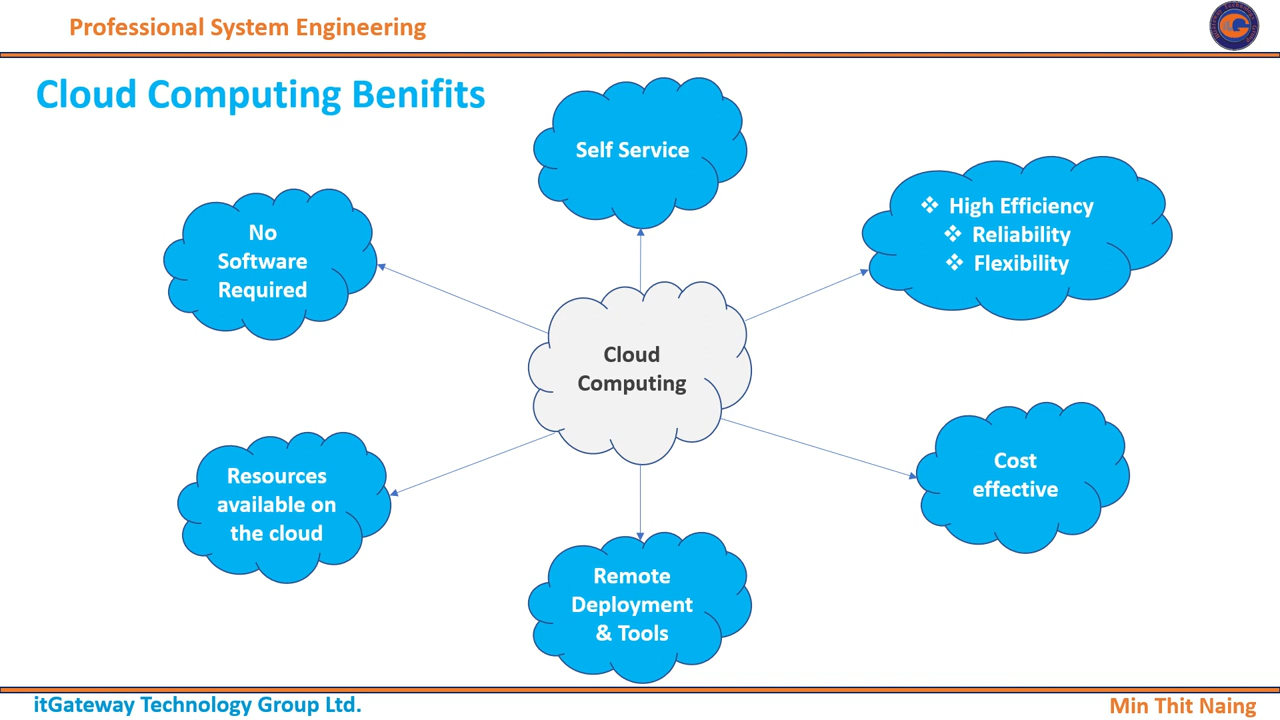 Professional System Engineering
Cloud Computing Benifits
Self Service
❖ High Efficiency
❖ Reliability
❖ Flexibility
No
Software
Required
Cloud
Computing
Resources
available on
the cloud
Cost
effective
Remote
Deployment
& Tools
itGateway Technology Group Ltd.
Min Thit Naing